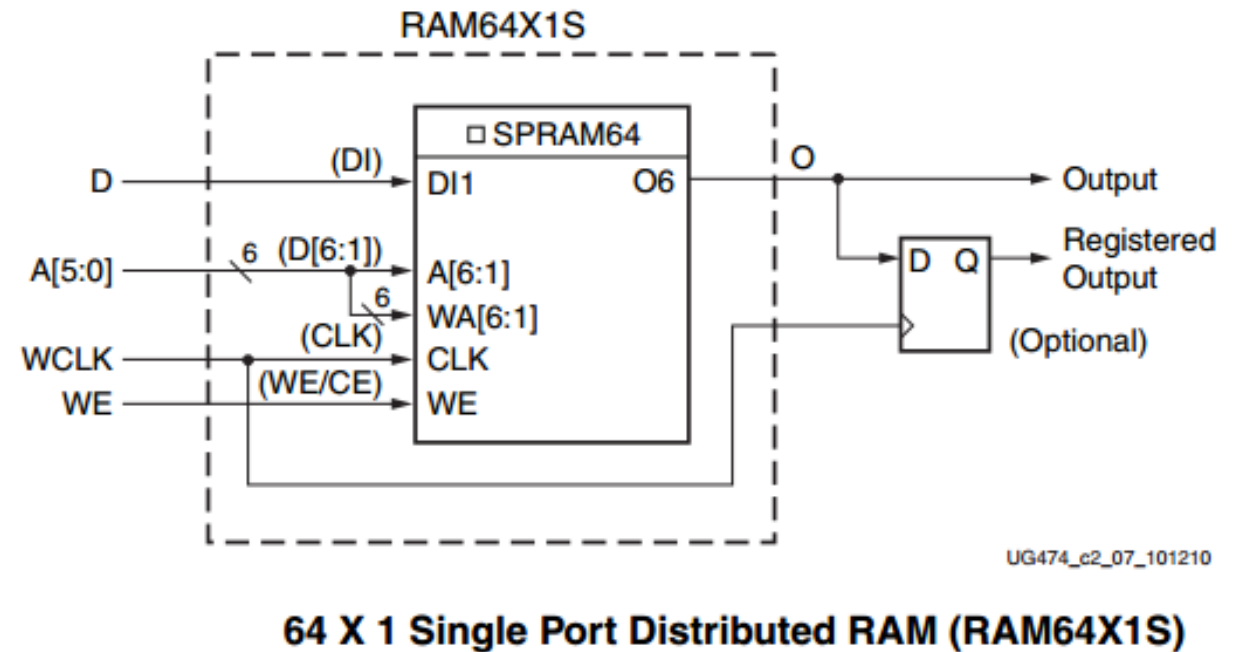 RAM64X1S
SPRAM64
D
(DI)
DI1
O6
O
Output
A[5:0]
6
(D[6:1])
A[6:1]
6
WA[6:1]
D Q
Registered
Output
(Optional)
WCLK
(CLK)
CLK
WE
(WE/CE)
WE
UG474_c2_07_101210
64 X 1 Single Port Distributed RAM (RAM64X1S)